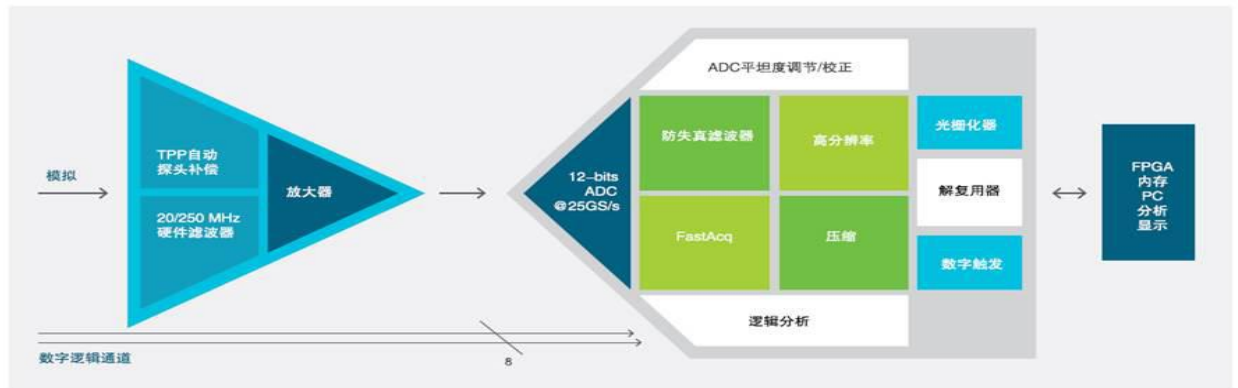 模拟
TPP自动
探头补偿
20/250 MHz
硬件滤波器
放大器
12-bits
ADC
@25GS/s
ADC平坦度调节/校正
防失真滤波器
高分辨率
FastAcq
压缩
逻辑分析
光栅化器
解复用器
数字触发
FPGA
内存
PC
分析
显示
数字逻辑通道
8